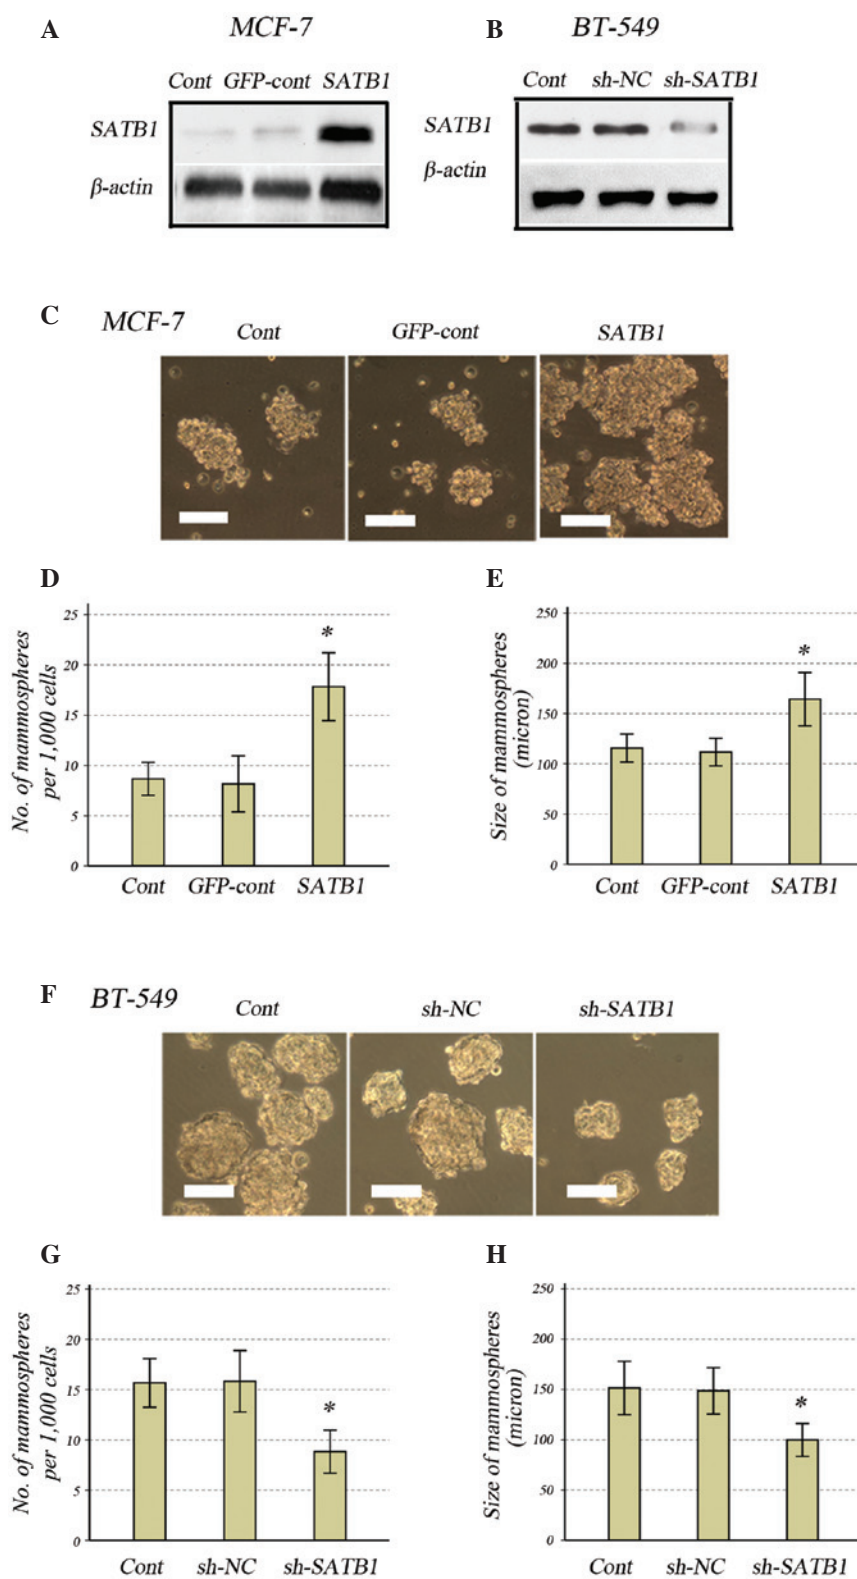 A MCF-7
Cont GFP-cont SATB1
SATB1
β-actin
B BT-549
Cont sh-NC sh-SATB1
SATB1
β-actin
C MCF-7
Cont GFP-cont SATB1
D
No. of mammospheres
per 1,000 cells
25
20
15
10
5
0
*
Cont GFP-cont SATB1
E
Size of mammospheres
(micron)
250
200
150
100
50
0
*
Cont GFP-cont SATB1
F BT-549
Cont sh-NC sh-SATB1
G
No. of mammospheres
per 1,000 cells
25
20
15
10
5
0
*
Cont sh-NC sh-SATB1
H
Size of mammospheres
(micron)
250
200
150
100
50
0
*
Cont sh-NC sh-SATB1